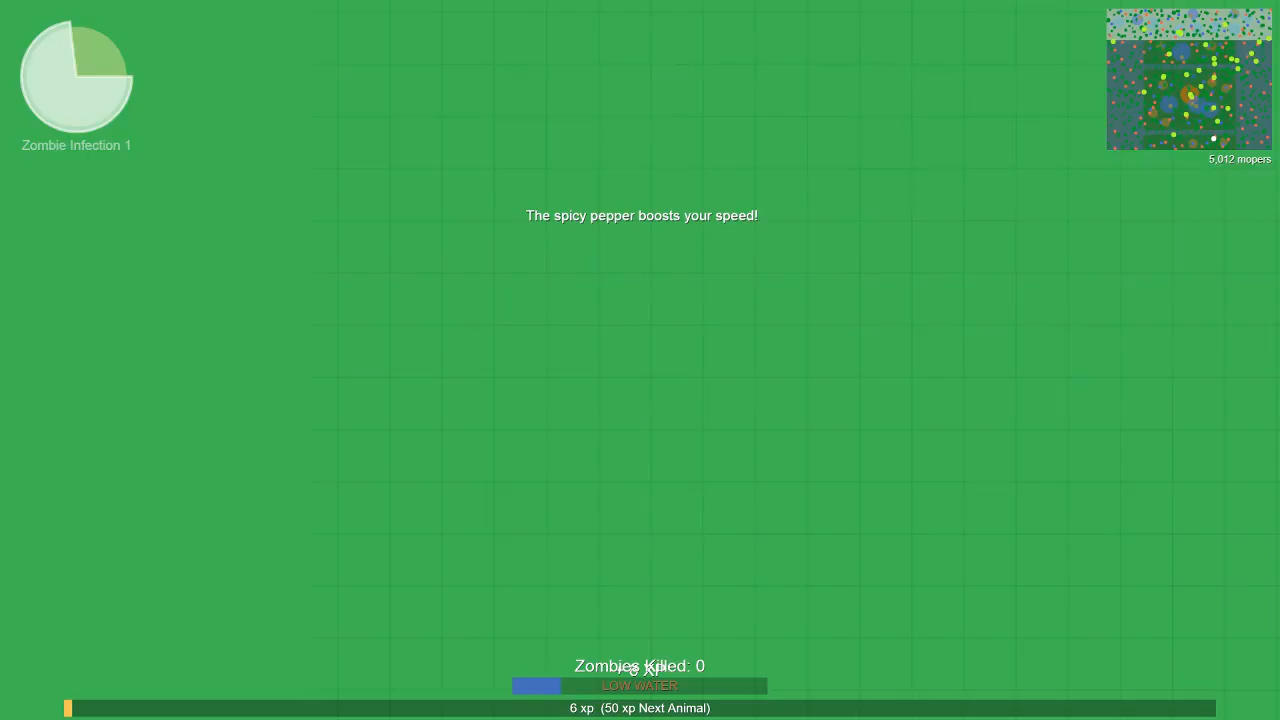 Zombie Infection 1
5,012 mopers
The spicy pepper boosts your speed!
Zombies Killed: 0
XP
LOW WATER
6 xp (50 xp Next Animal)